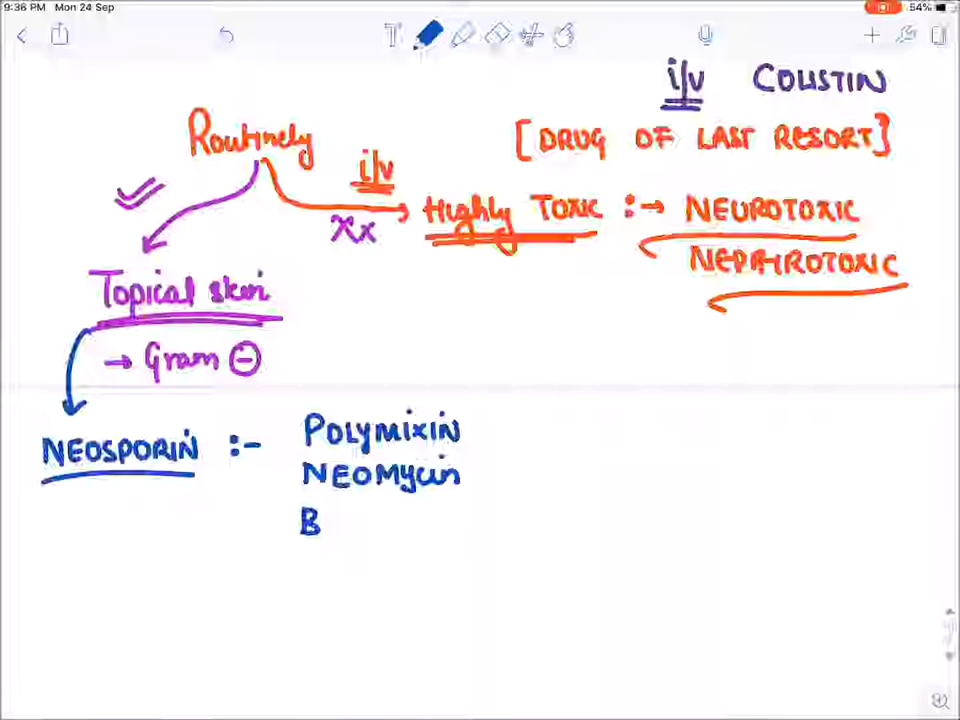 9:36 PM Mon 24 Sep
54%
i/v COLISTIN
[DRUG OF LAST RESORT]
Routinely
i/v
xx
Highly TOXIC :→ NEUROTOXIC
NEPHROTOXIC
Topical skin
→ Gram ⊖
NEOSPORIN :- POLYMIXIN
NEOMYCIN
B